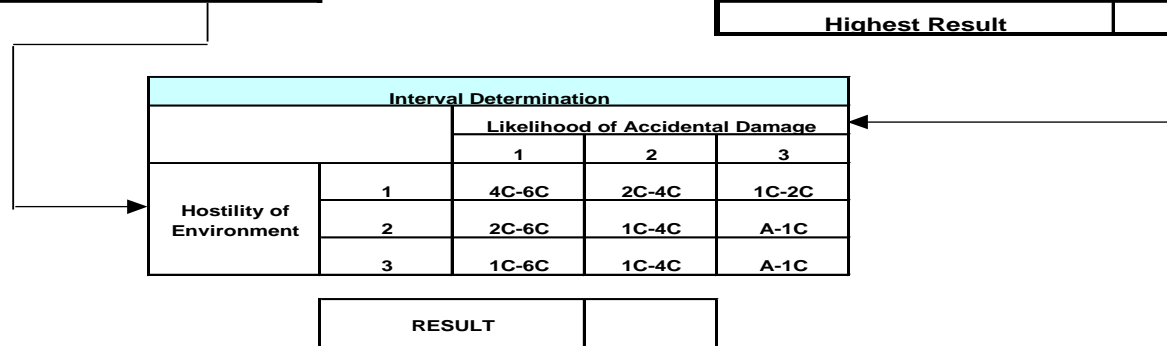 Highest Result
Interval Determination
Likelihood of Accidental Damage
1 2 3
Hostility of Environment
1 4C-6C 2C-4C 1C-2C
2 2C-6C 1C-4C A-1C
3 1C-6C 1C-4C A-1C
RESULT